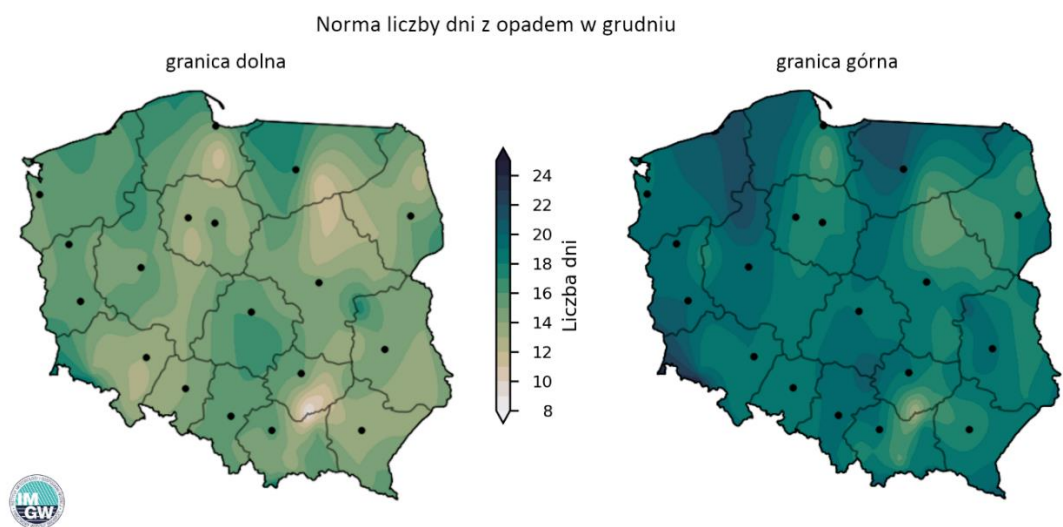 Norma liczby dni z opadem w grudniu
granica dolna
granica górna
24
22
20
18
16
14
12
10
8
Liczba dni
IM
GW